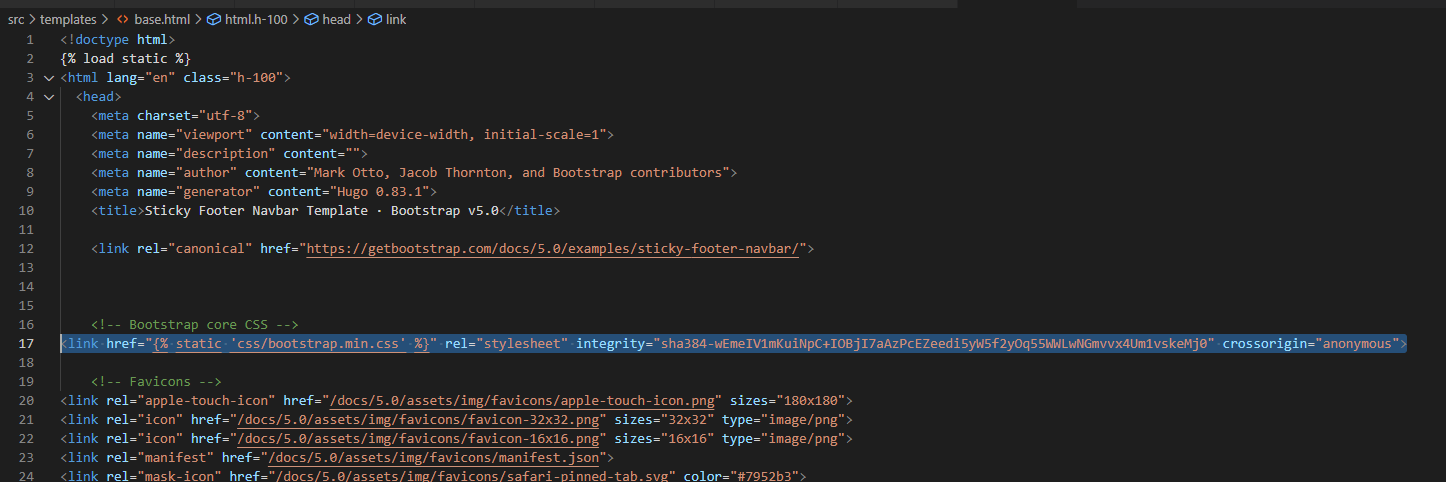 src > templates > <> base.html > html.h-100 > head > link
1 <!doctype html>
2 {% load static %}
3 <html lang="en" class="h-100">
4 <head>
5 <meta charset="utf-8">
6 <meta name="viewport" content="width=device-width, initial-scale=1">
7 <meta name="description" content="">
8 <meta name="author" content="Mark Otto, Jacob Thornton, and Bootstrap contributors">
9 <meta name="generator" content="Hugo 0.83.1">
10 <title>Sticky Footer Navbar Template · Bootstrap v5.0</title>
11
12 <link rel="canonical" href="https://getbootstrap.com/docs/5.0/examples/sticky-footer-navbar/">
13
14
15
16 <!-- Bootstrap core CSS -->
17 <link href="{% static 'css/bootstrap.min.css' %}" rel="stylesheet" integrity="sha384-wEmeIV1mKuiNpC+IOBjI7aAzPcEZeedi5yW5f2yOq55WWLwNGmvvx4Um1vskeMj0" crossorigin="anonymous">
18
19 <!-- Favicons -->
20 <link rel="apple-touch-icon" href="/docs/5.0/assets/img/favicons/apple-touch-icon.png" sizes="180x180">
21 <link rel="icon" href="/docs/5.0/assets/img/favicons/favicon-32x32.png" sizes="32x32" type="image/png">
22 <link rel="icon" href="/docs/5.0/assets/img/favicons/favicon-16x16.png" sizes="16x16" type="image/png">
23 <link rel="manifest" href="/docs/5.0/assets/img/favicons/manifest.json">
24 <link rel="mask-icon" href="/docs/5.0/assets/img/favicons/safari-pinned-tab.svg" color="#7952b3">